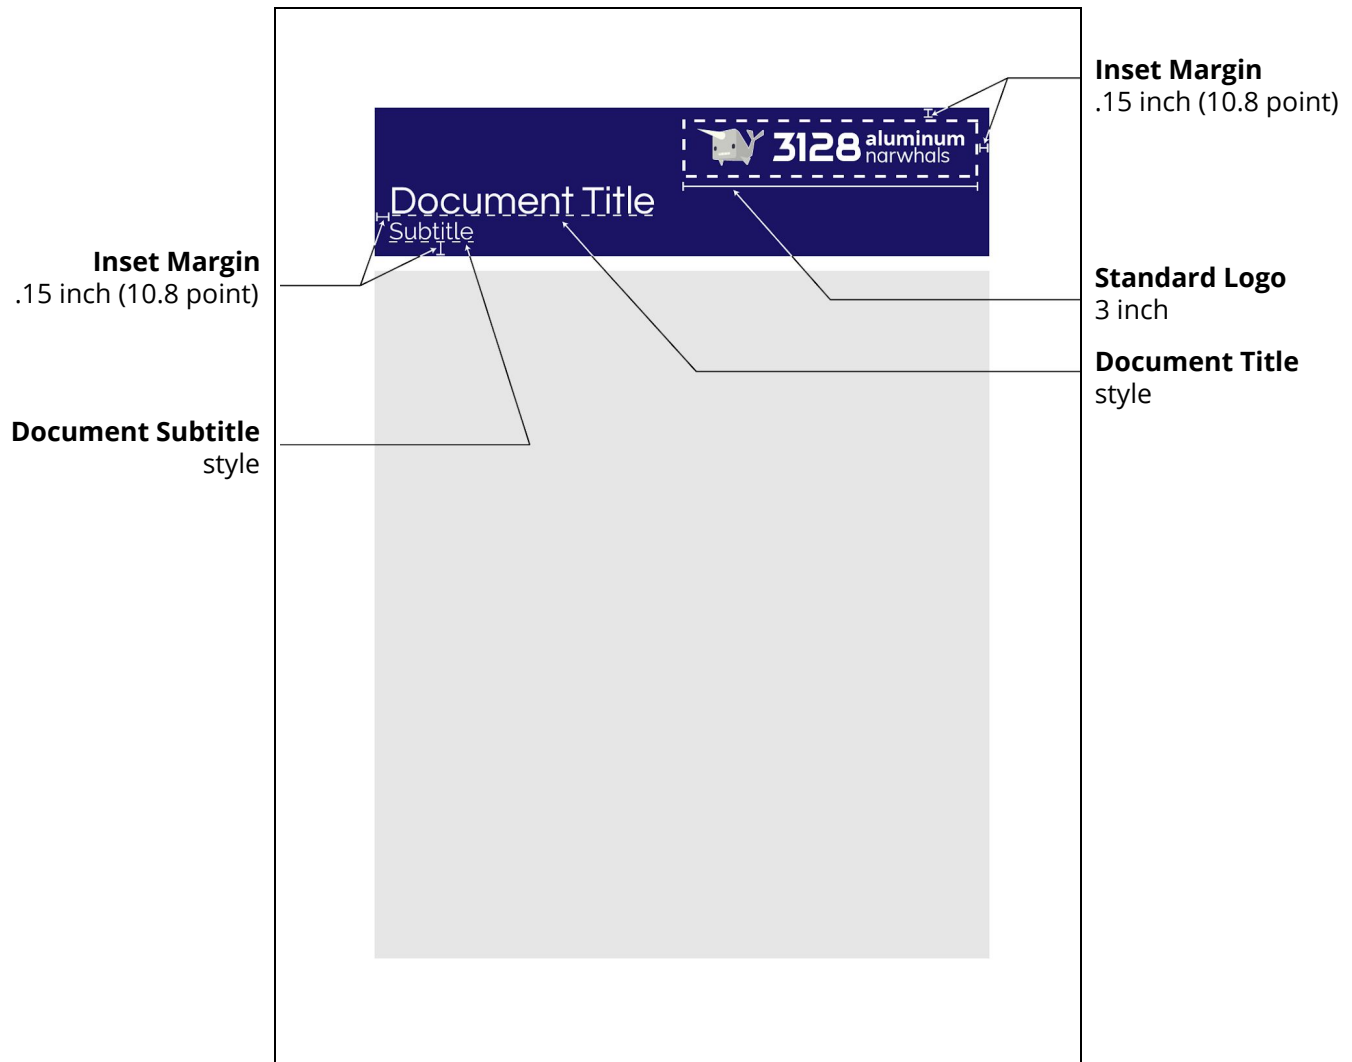 Inset Margin
.15 inch (10.8 point)
3128 aluminum
narwhals
Document Title
Subtitle
Inset Margin
.15 inch (10.8 point)
Standard Logo
3 inch
Document Title
style
Document Subtitle
style